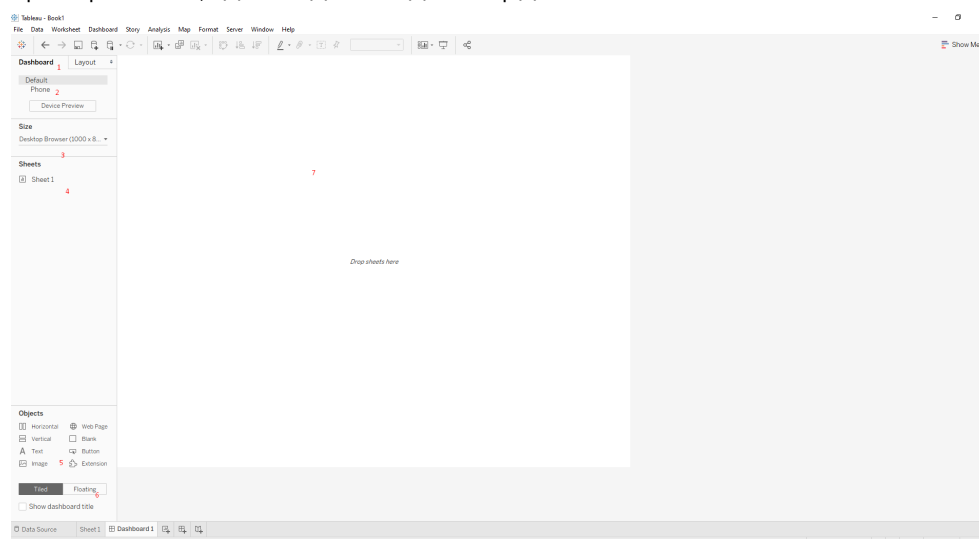 Tableau - Book1
File Data Worksheet Dashboard Story Analysis Map Format Server Window Help
Show Me
Dashboard 1 Layout
Default
Phone 2
Device Preview
Size
Desktop Browser (1000 x 8...
3
Sheets
Sheet 1
4
7
Drop sheets here
Objects
Horizontal Web Page
Vertical Blank
A Text Button
Image 5 Extension
Tiled Floating
6
Show dashboard title
Data Source Sheet 1 Dashboard 1